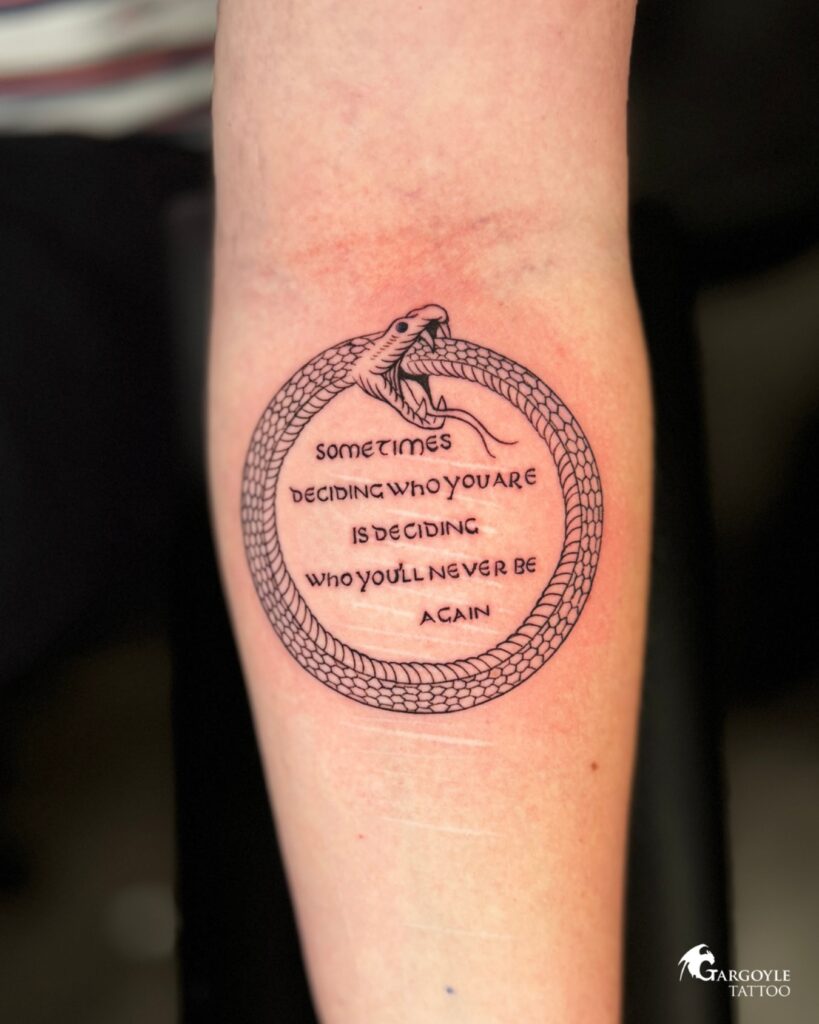 SOMETIMES
DECIDING WHO YOU ARE
IS DECIDING
WHO YOU'LL NEVER BE
AGAIN
GARGOYLE
TATTOO